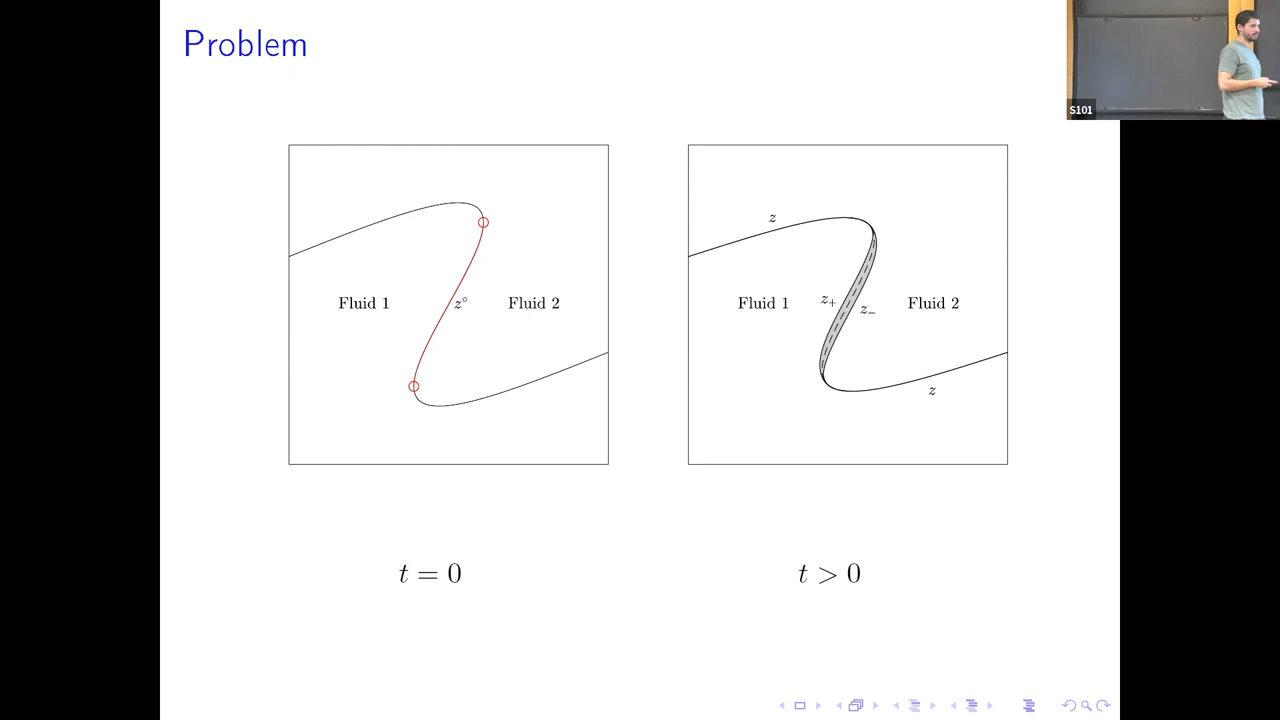 Problem
S101
Fluid 1
z°
Fluid 2
t = 0
z
Fluid 1
z₊
z₋
Fluid 2
z
t > 0